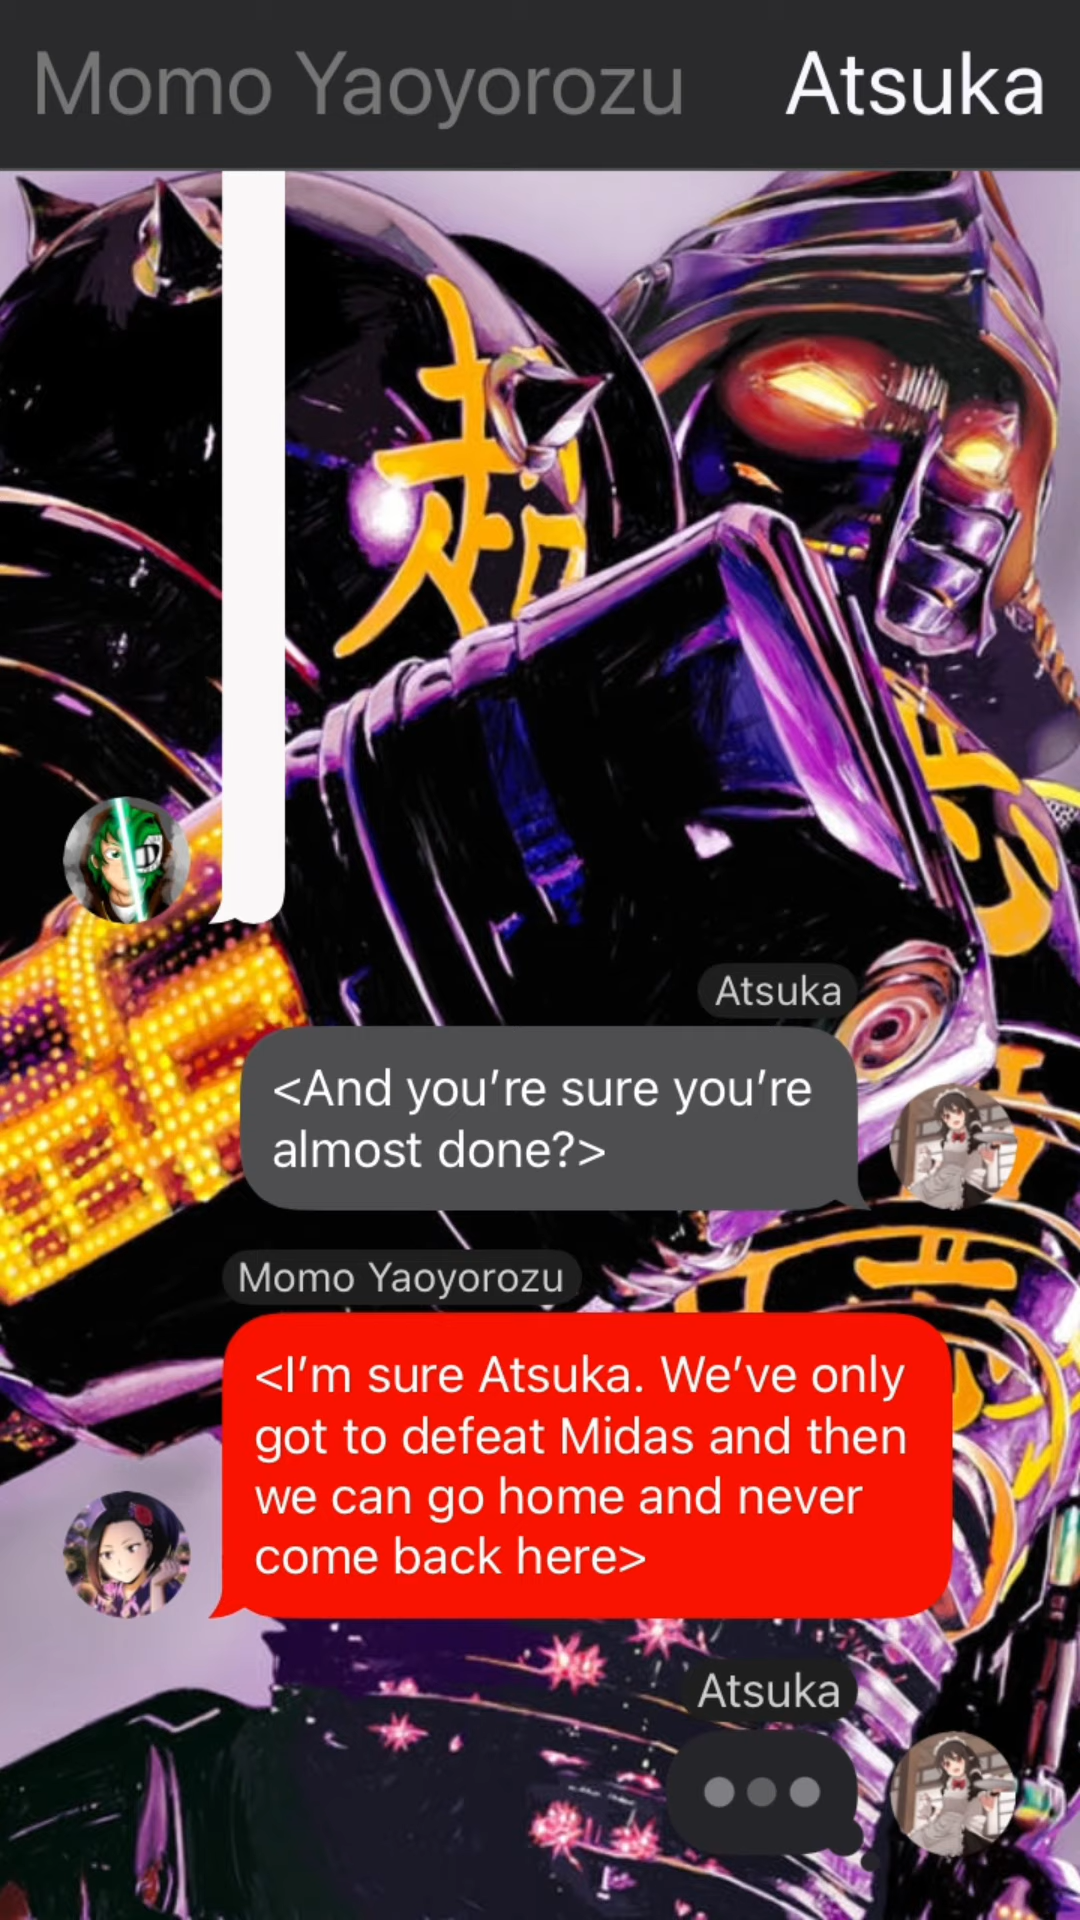 Momo Yaoyorozu Atsuka
超
Atsuka
<And you’re sure you’re
almost done?>
Momo Yaoyorozu
<I’m sure Atsuka. We’ve only
got to defeat Midas and then
we can go home and never
come back here>
Atsuka